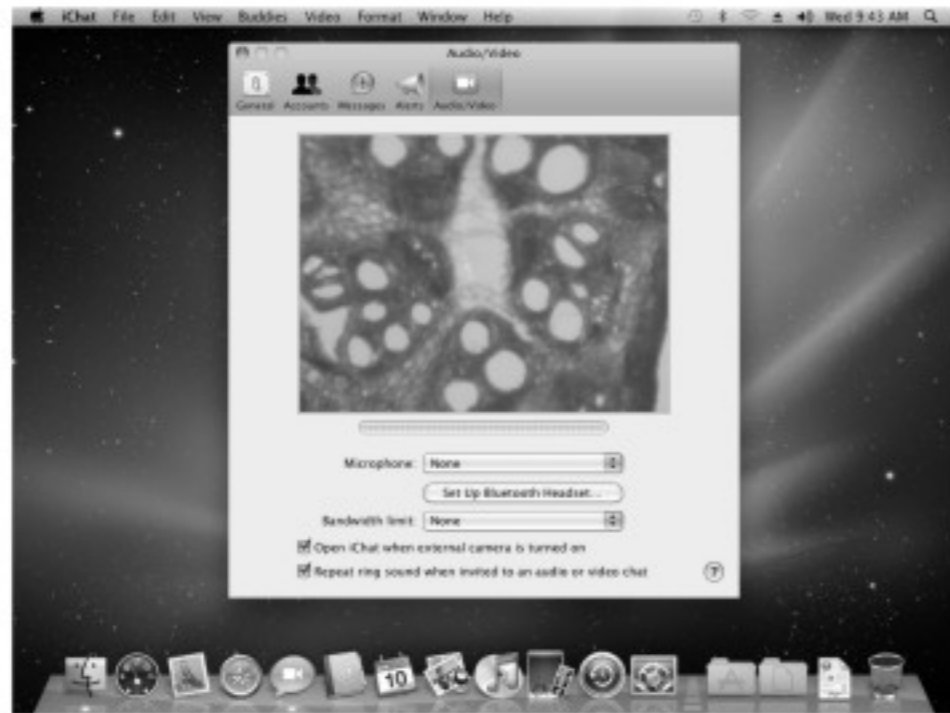 iChat File Edit View Buddies Video Format Window Help Wed 9:43 AM
Audio/Video
General Accounts Messages Alerts Audio/Video
Microphone: None
Set Up Bluetooth Headset...
Bandwidth limit: None
Open iChat when external camera is turned on
Repeat ring sound when invited to an audio or video chat
?
10